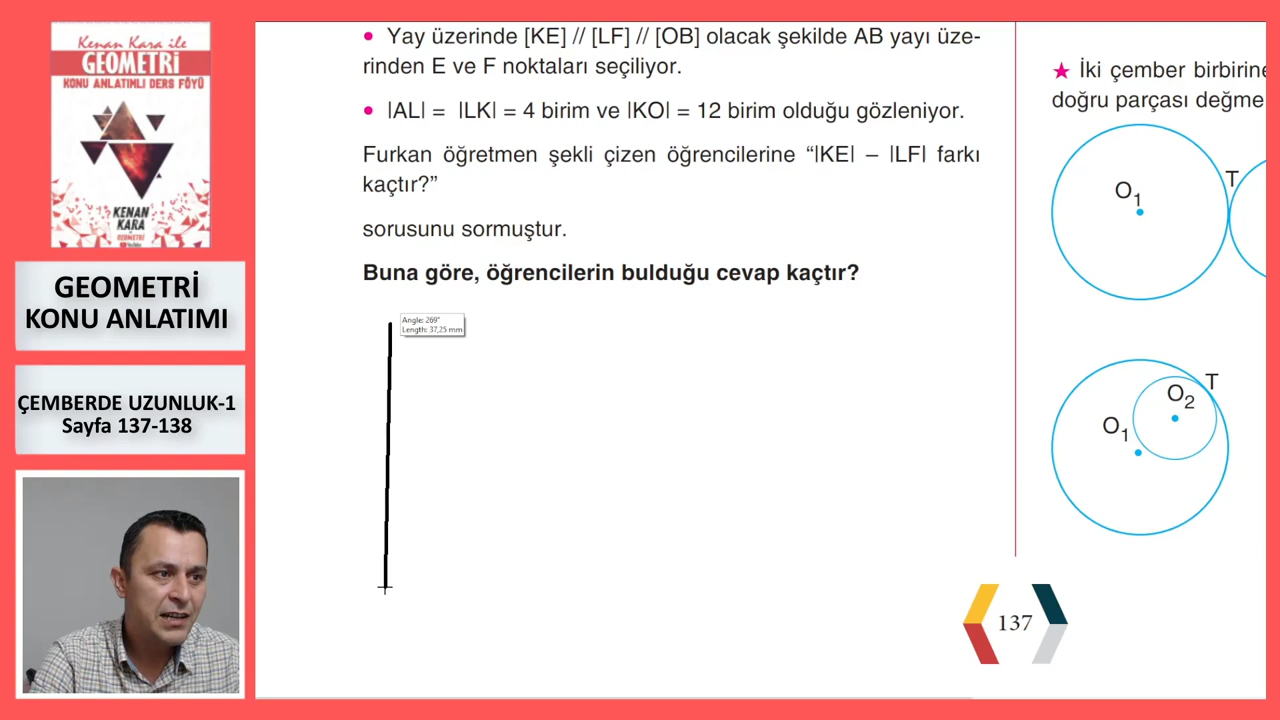 Kenan Kara ile
GEOMETRİ
KONU ANLATIMLI DERS FÖYÜ
KENAN
KARA
GEOMETRİ
YouTube
GEOMETRİ
KONU ANLATIMI
ÇEMBERDE UZUNLUK-1
Sayfa 137-138
• Yay üzerinde [KE] // [LF] // [OB] olacak şekilde AB yayı üze-
rinden E ve F noktaları seçiliyor.
• |AL| = |LK| = 4 birim ve |KO| = 12 birim olduğu gözleniyor.
Furkan öğretmen şekli çizen öğrencilerine “|KE| – |LF| farkı
kaçtır?”
sorusunu sormuştur.
Buna göre, öğrencilerin bulduğu cevap kaçtır?
Angle: 269°
Length: 37,25 mm
★ İki çember birbirine
doğru parçası değme
O1
T
O2
T
O1
137